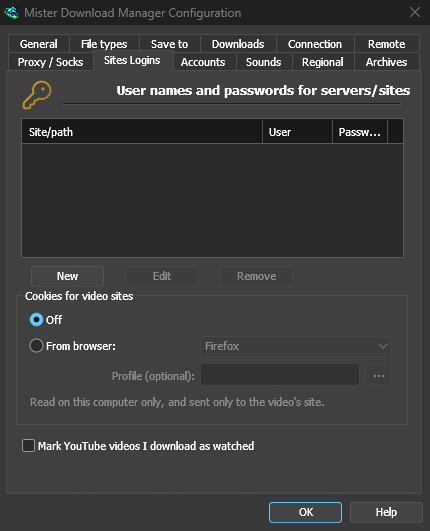 Mister Download Manager Configuration
General File types Save to Downloads Connection Remote
Proxy / Socks Sites Logins Accounts Sounds Regional Archives
User names and passwords for servers/sites
Site/path User Passw...
New Edit Remove
Cookies for video sites
Off
From browser: Firefox
Profile (optional): ...
Read on this computer only, and sent only to the video's site.
Mark YouTube videos I download as watched
OK Help